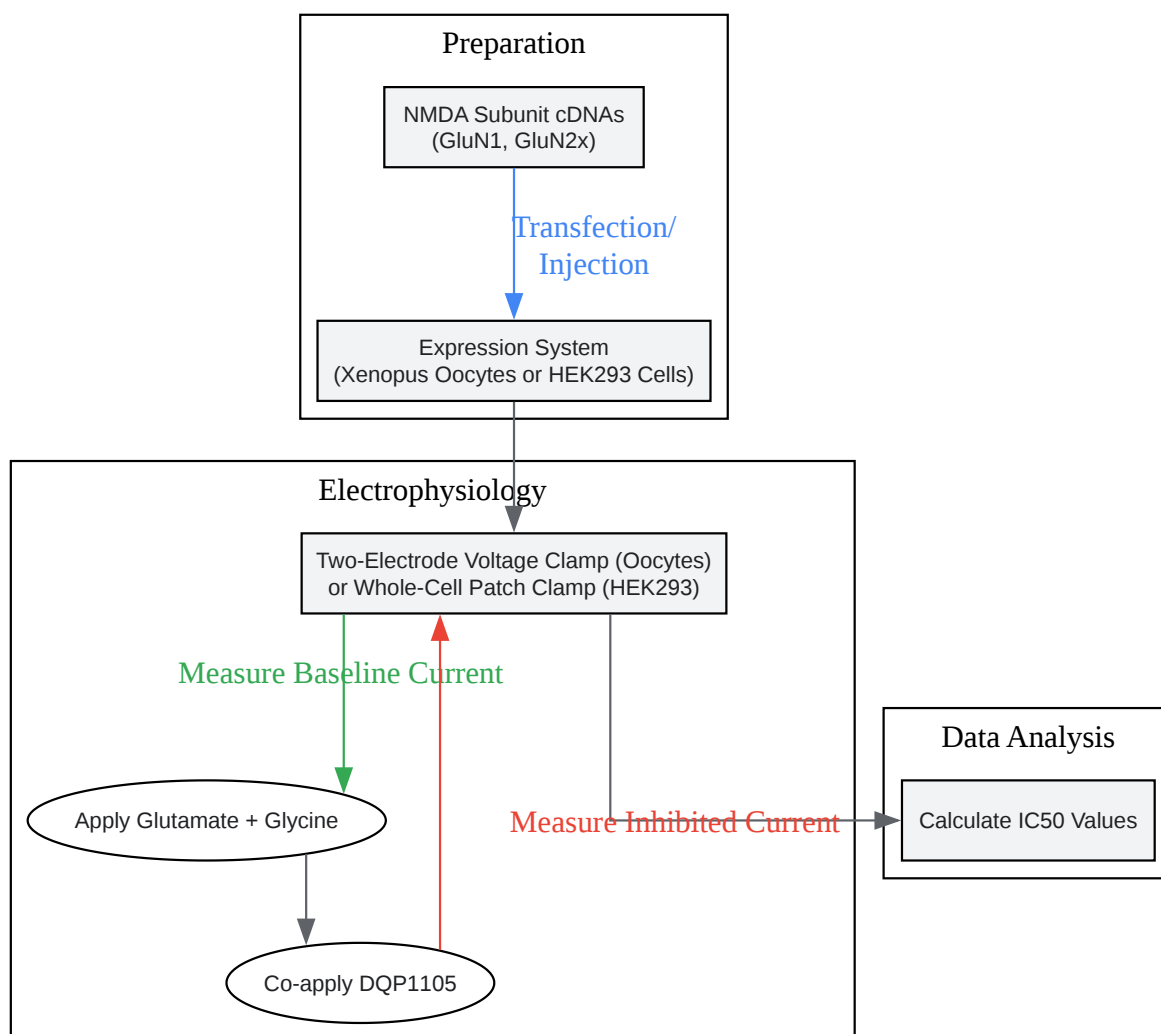 Preparation
NMDA Subunit cDNAs
(GluN1, GluN2x)
Transfection/
Injection
Expression System
(Xenopus Oocytes or HEK293 Cells)
Electrophysiology
Two-Electrode Voltage Clamp (Oocytes)
or Whole-Cell Patch Clamp (HEK293)
Measure Baseline Current
Data Analysis
Apply Glutamate + Glycine
Measure Inhibited Current
Calculate IC50 Values
Co-apply DQP1105